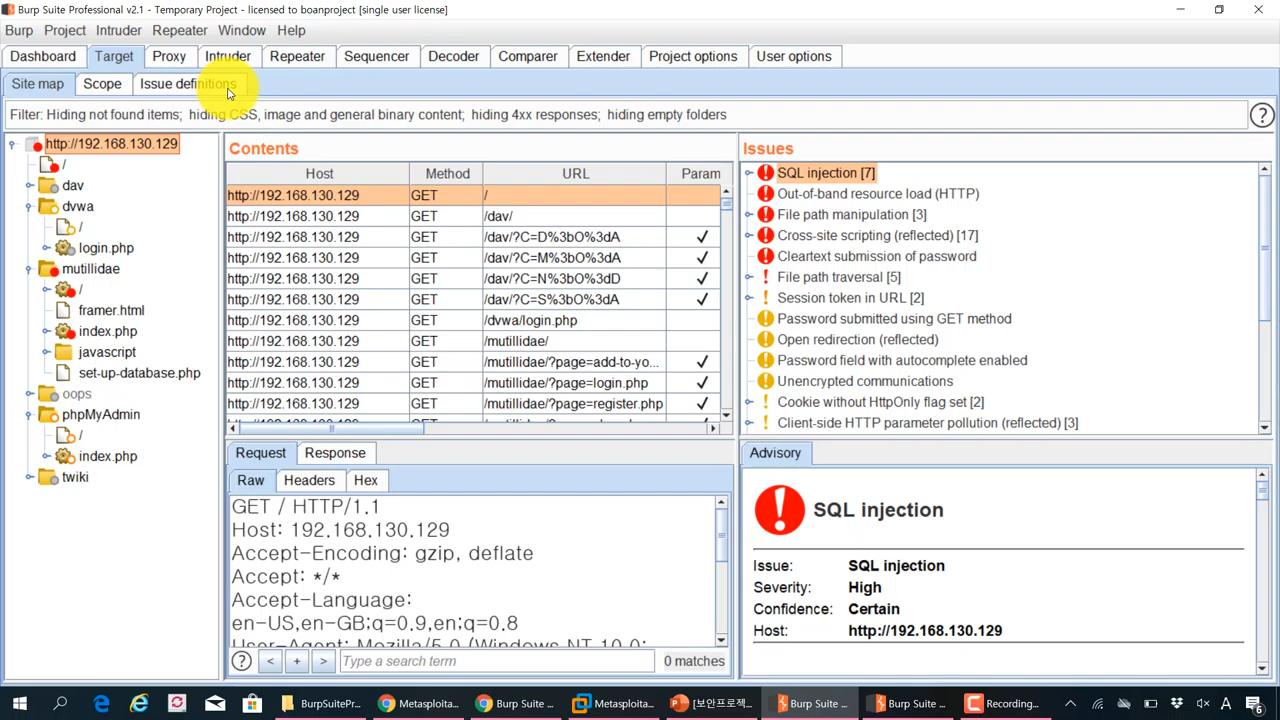 Burp Suite Professional v2.1 - Temporary Project - licensed to boanproject [single user license]
Burp Project Intruder Repeater Window Help
Dashboard Target Proxy Intruder Repeater Sequencer Decoder Comparer Extender Project options User options
Site map Scope Issue definitions
Filter: Hiding not found items; hiding CSS, image and general binary content; hiding 4xx responses; hiding empty folders
http://192.168.130.129
/
dav
dvwa
/
login.php
mutillidae
/
framer.html
index.php
javascript
set-up-database.php
oops
phpMyAdmin
/
index.php
twiki
Contents
Host Method URL Param
http://192.168.130.129 GET /
http://192.168.130.129 GET /dav/
http://192.168.130.129 GET /dav/?C=D%3bO%3dA ✓
http://192.168.130.129 GET /dav/?C=M%3bO%3dA ✓
http://192.168.130.129 GET /dav/?C=N%3bO%3dD ✓
http://192.168.130.129 GET /dav/?C=S%3bO%3dA ✓
http://192.168.130.129 GET /dvwa/login.php
http://192.168.130.129 GET /mutillidae/
http://192.168.130.129 GET /mutillidae/?page=add-to-yo... ✓
http://192.168.130.129 GET /mutillidae/?page=login.php ✓
http://192.168.130.129 GET /mutillidae/?page=register.php ✓
Request Response
Raw Headers Hex
GET / HTTP/1.1
Host: 192.168.130.129
Accept-Encoding: gzip, deflate
Accept: */*
Accept-Language:
en-US,en-GB;q=0.9,en;q=0.8
User-Agent: Mozilla/5.0 (Windows NT 10.0;
? < + > Type a search term 0 matches
Issues
SQL injection [7]
Out-of-band resource load (HTTP)
File path manipulation [3]
Cross-site scripting (reflected) [17]
Cleartext submission of password
File path traversal [5]
Session token in URL [2]
Password submitted using GET method
Open redirection (reflected)
Password field with autocomplete enabled
Unencrypted communications
Cookie without HttpOnly flag set [2]
Client-side HTTP parameter pollution (reflected) [3]
Advisory
SQL injection
Issue: SQL injection
Severity: High
Confidence: Certain
Host: http://192.168.130.129
BurpSuitePr... Metasploita... Burp Suite ... Metasploita... [보안프로젝... Burp Suite ... Burp Suite ... Recording... A 6